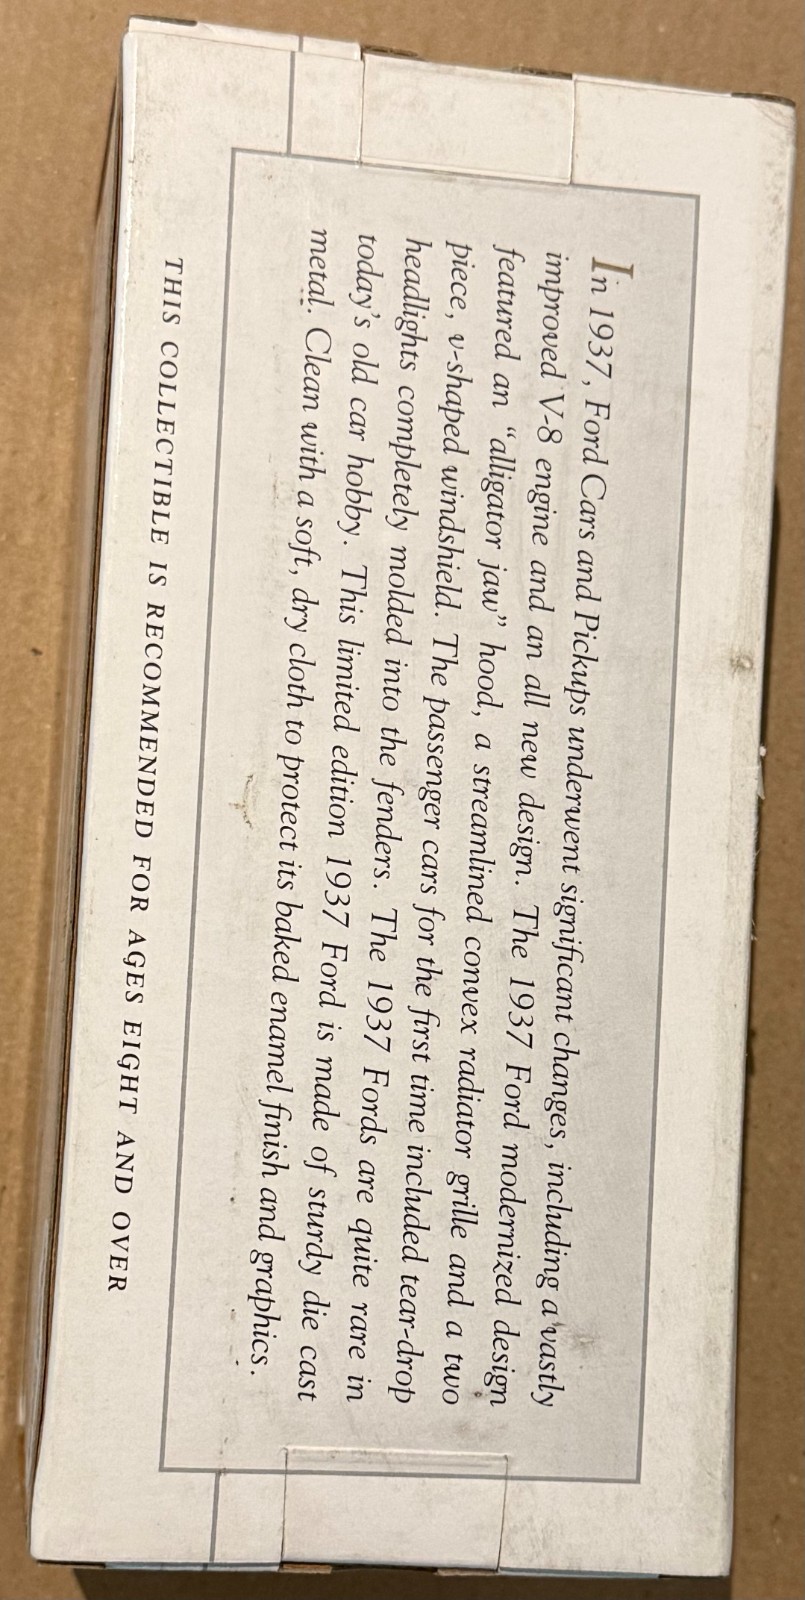 In 1937, Ford Cars and Pickups underwent significant changes, including a vastly
improved V-8 engine and an all new design. The 1937 Ford modernized design
featured an "alligator jaw" hood, a streamlined convex radiator grille and a two
piece, v-shaped windshield. The passenger cars for the first time included tear-drop
headlights completely molded into the fenders. The 1937 Fords are quite rare in
today's old car hobby. This limited edition 1937 Ford is made of sturdy die cast
metal. Clean with a soft, dry cloth to protect its baked enamel finish and graphics.
THIS COLLECTIBLE IS RECOMMENDED FOR AGES EIGHT AND OVER